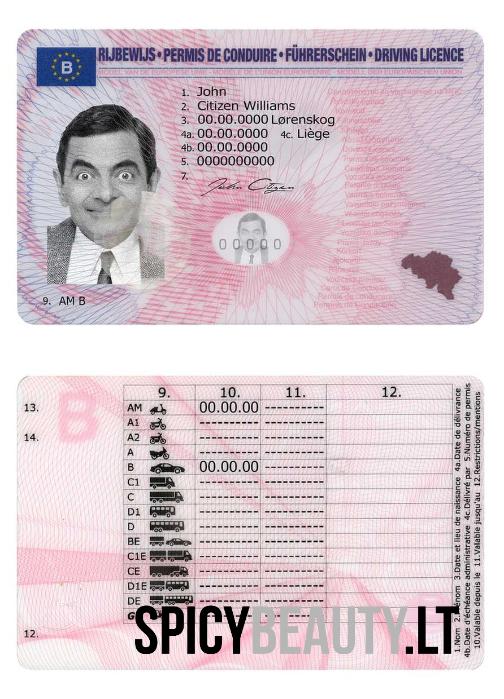 RIJBEWIJS • PERMIS DE CONDUIRE • FÜHRERSCHEIN • DRIVING LICENCE
MODEL VAN DE EUROPESE UNIE - MODELE DE L'UNION EUROPEENNE - MODELL DER EUROPÄISCHEN UNION
B
1. John
2. Citizen Williams
3. 00.00.0000 Lørenskog
4a. 00.00.0000 4c. Liège
4b. 00.00.0000
5. 0000000000
7. John Citizen
00000
9. AM B
9. 10. 11. 12.
13.
B
14.
AM 00.00.00 --------
A1 -------- --------
A2 -------- --------
A -------- --------
B 00.00.00 --------
C1 -------- --------
C -------- --------
D1 -------- --------
D -------- --------
BE -------- --------
C1E -------- --------
CE -------- --------
D1E -------- --------
DE -------- --------
12.
1.Nom 2.Prénom 3.Date et lieu de naissance 4a.Date de délivrance
4b.Date d'échéance administrative 4c.Délivré par 5.Numéro de permis
10.Valable depuis le 11.Valable jusqu'au 12.Restrictions/mentions
SPICYBEAUTY.LT